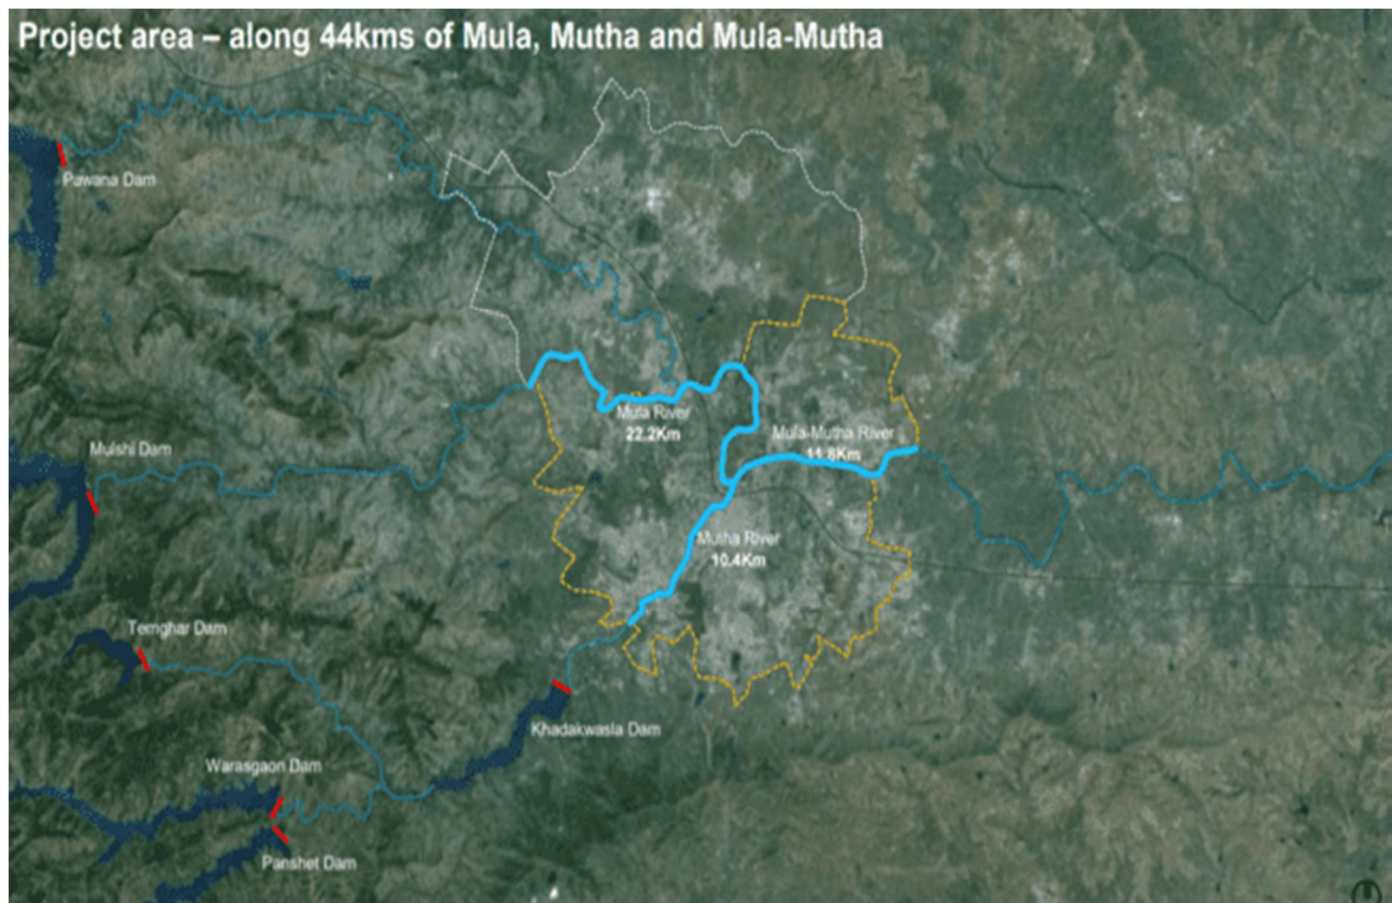 Project area – along 44kms of Mula, Mutha and Mula-Mutha
Pawana Dam
Mula River
22.2Km
Mula-Mutha River
11.8Km
Mulshi Dam
Mutha River
10.4Km
Temghar Dam
Khadakwasla Dam
Warasgaon Dam
Panshet Dam